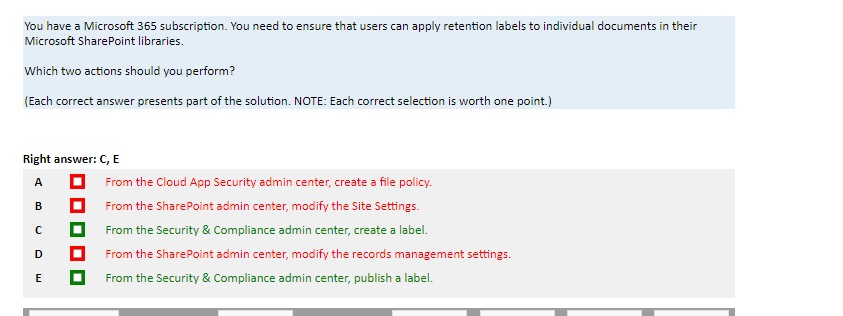 You have a Microsoft 365 subscription. You need to ensure that users can apply retention labels to individual documents in their
Microsoft SharePoint libraries.
Which two actions should you perform?
(Each correct answer presents part of the solution. NOTE: Each correct selection is worth one point.)
Right answer: C, E
A From the Cloud App Security admin center, create a file policy.
B From the SharePoint admin center, modify the Site Settings.
C From the Security & Compliance admin center, create a label.
D From the SharePoint admin center, modify the records management settings.
E From the Security & Compliance admin center, publish a label.